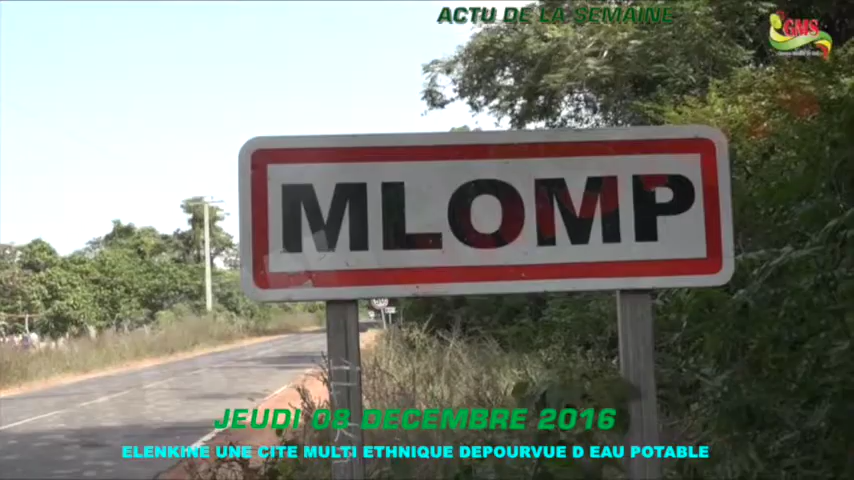 ACTU DE LA SEMAINE
GMS
MLOMP
JEUDI 08 DECEMBRE 2016
ELENKINE UNE CITE MULTI ETHNIQUE DEPOURVUE D EAU POTABLE